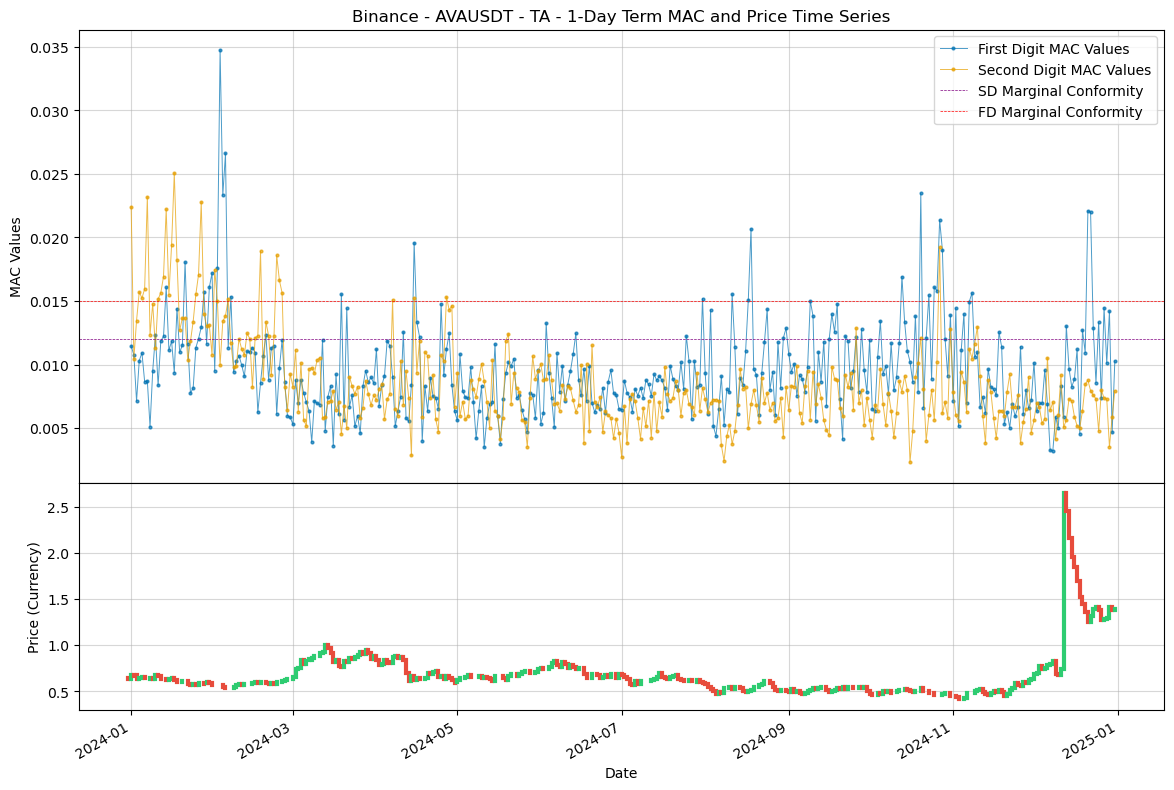 Binance - AVAUSDT - TA - 1-Day Term MAC and Price Time Series
First Digit MAC Values
Second Digit MAC Values
SD Marginal Conformity
FD Marginal Conformity
MAC Values
0.035
0.030
0.025
0.020
0.015
0.010
0.005
Price (Currency)
2.5
2.0
1.5
1.0
0.5
2024-01
2024-03
2024-05
2024-07
2024-09
2024-11
2025-01
Date